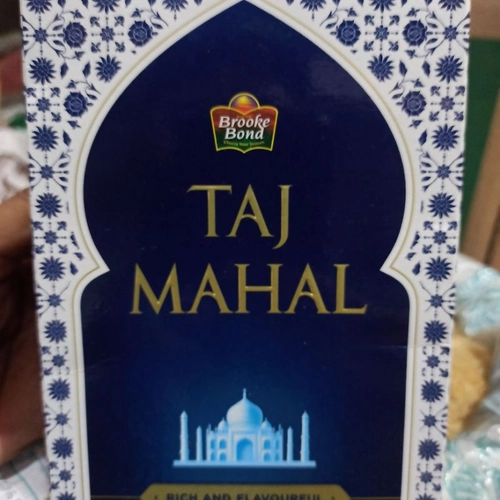 Brooke
Bond
TAJ
MAHAL
RICH AND FLAVOURFUL